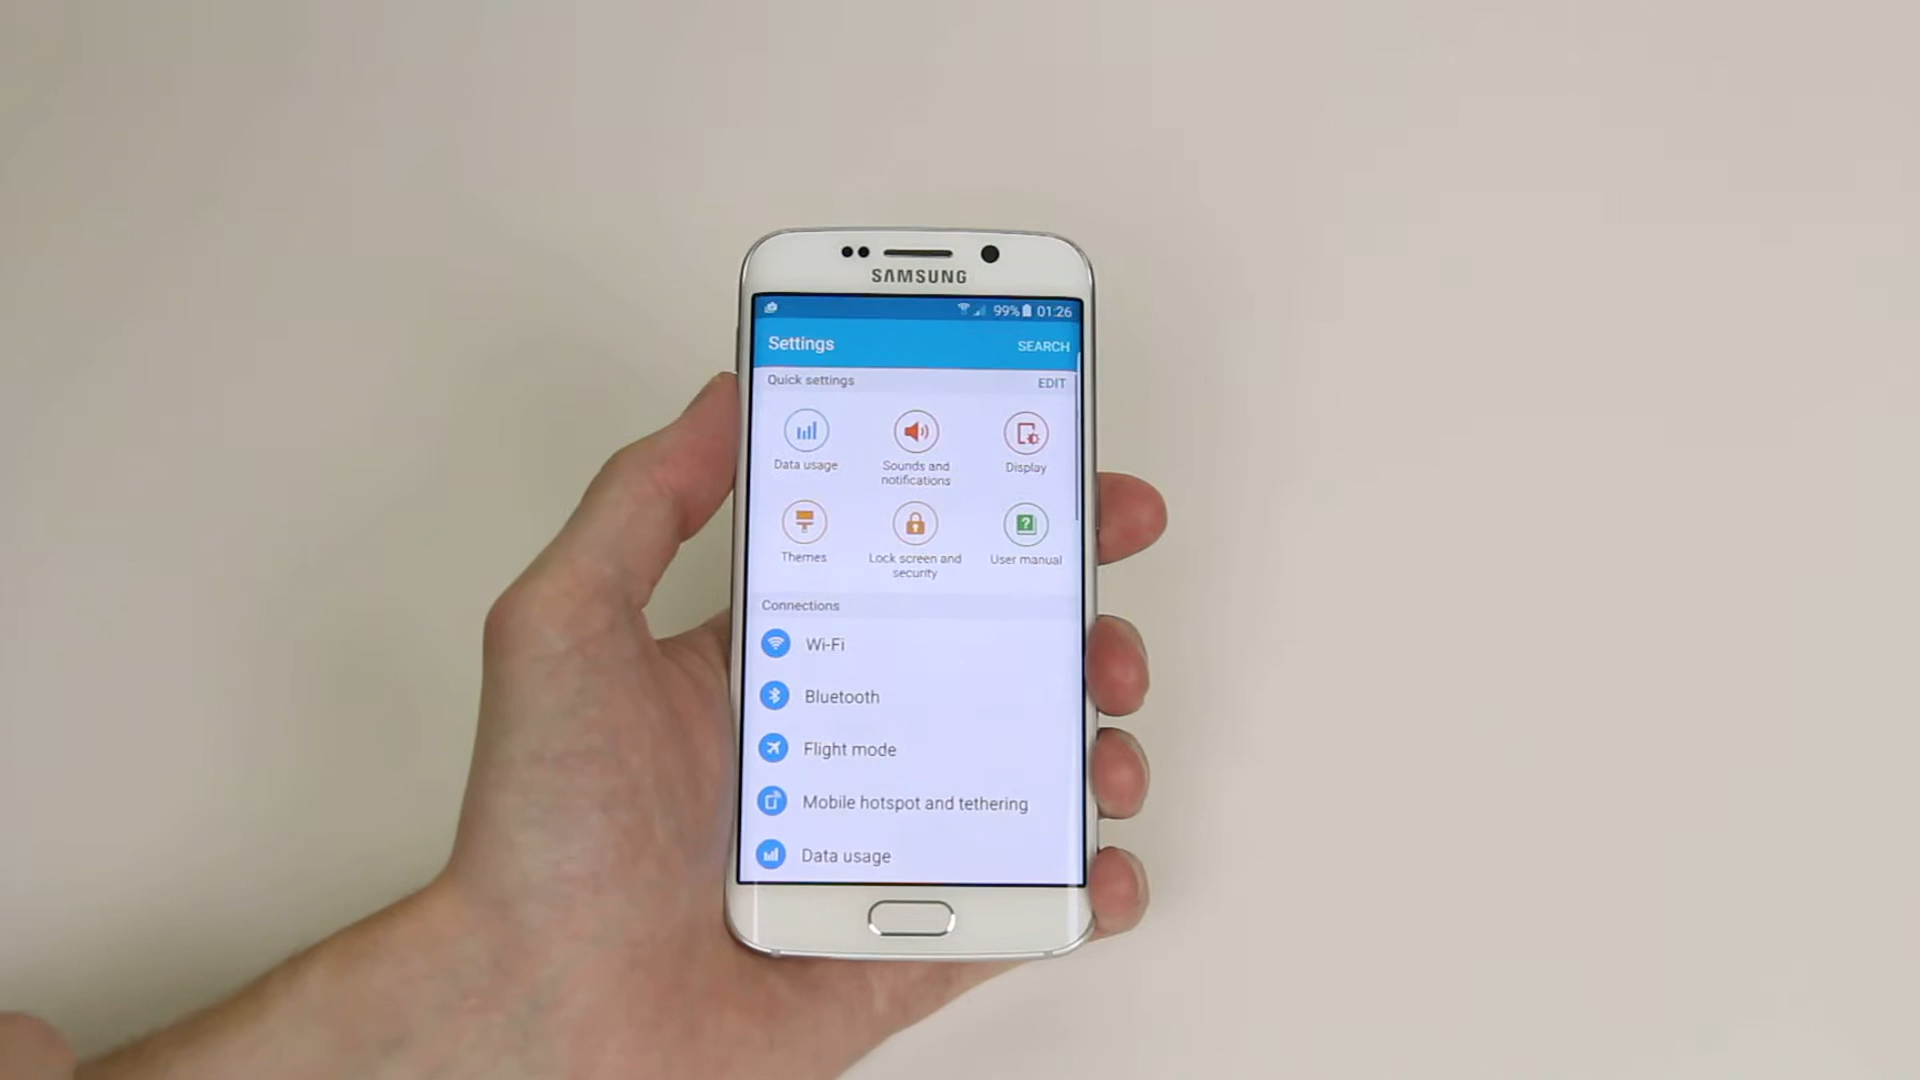 SAMSUNG
99% 01:26
Settings SEARCH
Quick settings EDIT
Data usage
Sounds and
notifications
Display
Themes
Lock screen and
security
User manual
Connections
Wi-Fi
Bluetooth
Flight mode
Mobile hotspot and tethering
Data usage